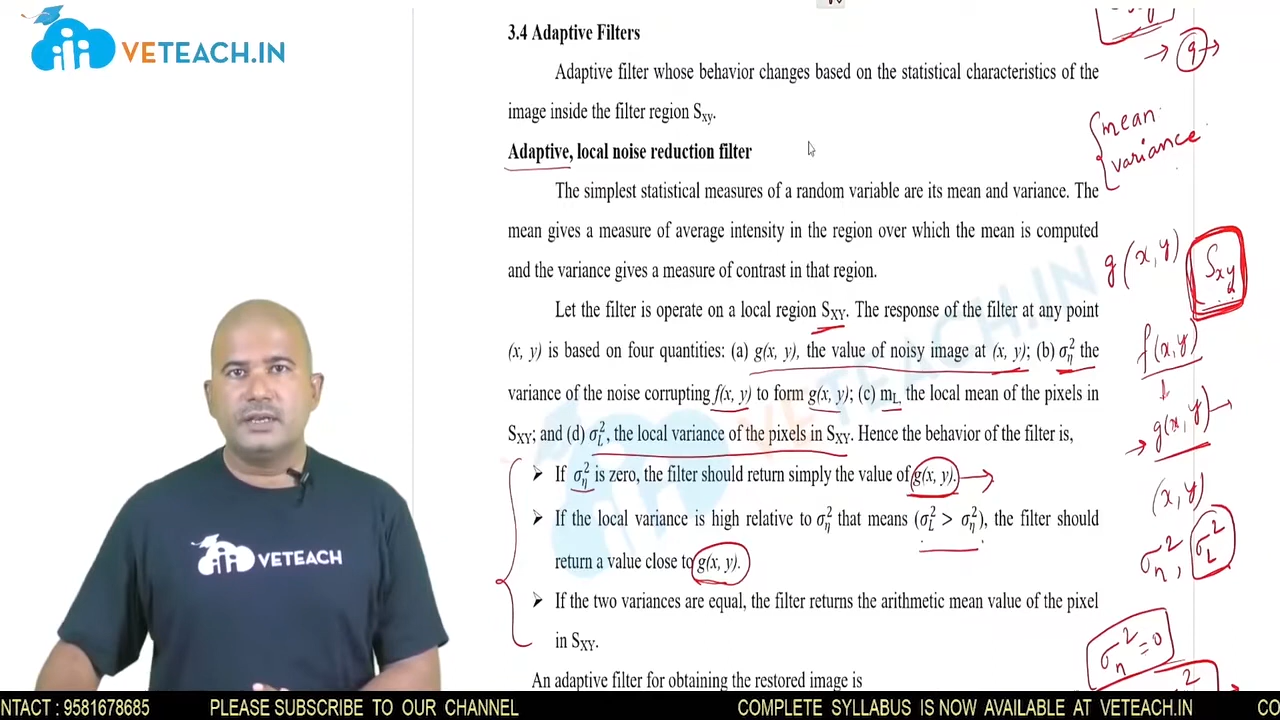 VETEACH.IN
3.4 Adaptive Filters
Adaptive filter whose behavior changes based on the statistical characteristics of the
image inside the filter region Sxy.
Adaptive, local noise reduction filter
The simplest statistical measures of a random variable are its mean and variance. The
mean gives a measure of average intensity in the region over which the mean is computed
and the variance gives a measure of contrast in that region.
Let the filter is operate on a local region SXY. The response of the filter at any point
(x, y) is based on four quantities: (a) g(x, y), the value of noisy image at (x, y); (b) σ²η the
variance of the noise corrupting f(x, y) to form g(x, y); (c) mL, the local mean of the pixels in
SXY; and (d) σ²L, the local variance of the pixels in SXY. Hence the behavior of the filter is,
➢ If σ²η is zero, the filter should return simply the value of g(x, y).
➢ If the local variance is high relative to σ²η that means (σ²L > σ²η), the filter should
return a value close to g(x, y).
➢ If the two variances are equal, the filter returns the arithmetic mean value of the pixel
in SXY.
An adaptive filter for obtaining the restored image is
→ 9 →
mean
variance
g(x,y) Sxy
f(x,y)
↓
→ g(x,y) →
(x,y)
σn², σL²
σn² = 0
VETEACH.IN
VETEACH
NTACT : 9581678685 PLEASE SUBSCRIBE TO OUR CHANNEL COMPLETE SYLLABUS IS NOW AVAILABLE AT VETEACH.IN CO